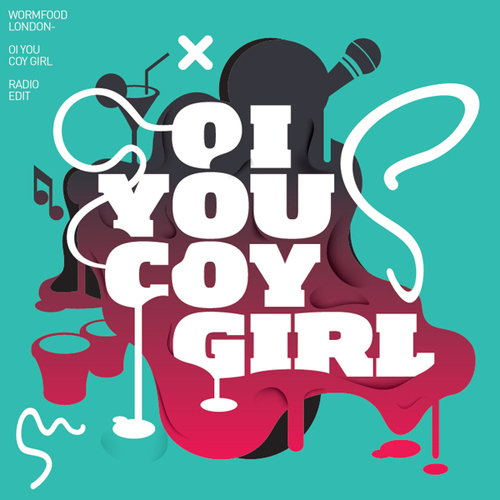 WORMFOOD
LONDON-
OI YOU
COY GIRL
RADIO
EDIT
OI
YOU
COY
GIRL